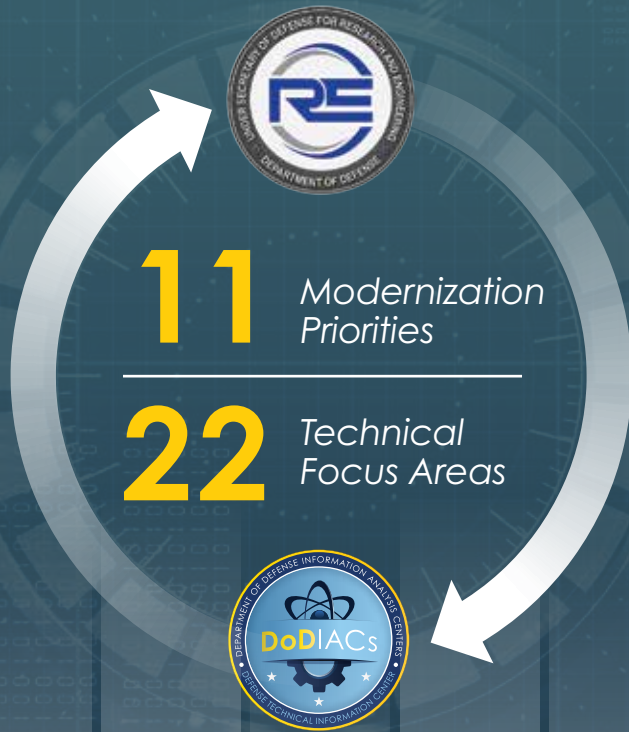 UNDER SECRETARY OF DEFENSE FOR RESEARCH AND ENGINEERING
RE
DEPARTMENT OF DEFENSE
11 Modernization
Priorities
22 Technical
Focus Areas
DEPARTMENT OF DEFENSE INFORMATION ANALYSIS CENTERS
DoDIACs
DEFENSE TECHNICAL INFORMATION CENTER